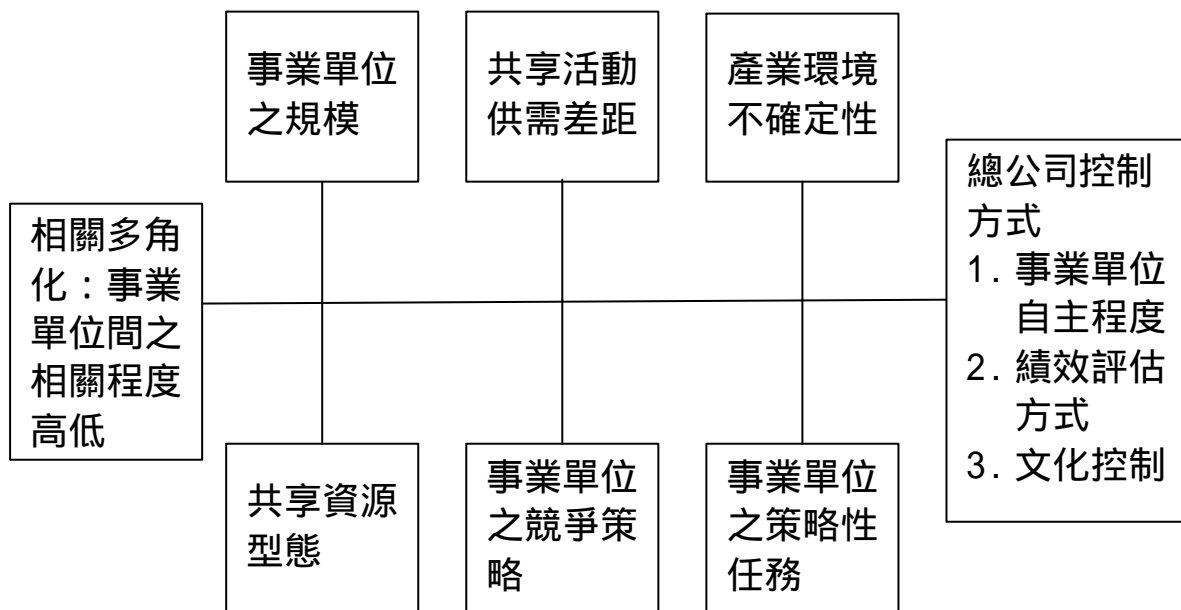 事業單位
之規模
共享活動
供需差距
產業環境
不確定性
相關多角
化：事業
單位間之
相關程度
高低
總公司控制
方式
1. 事業單位
自主程度
2. 績效評估
方式
3. 文化控制
共享資源
型態
事業單位
之競爭策
略
事業單位
之策略性
任務